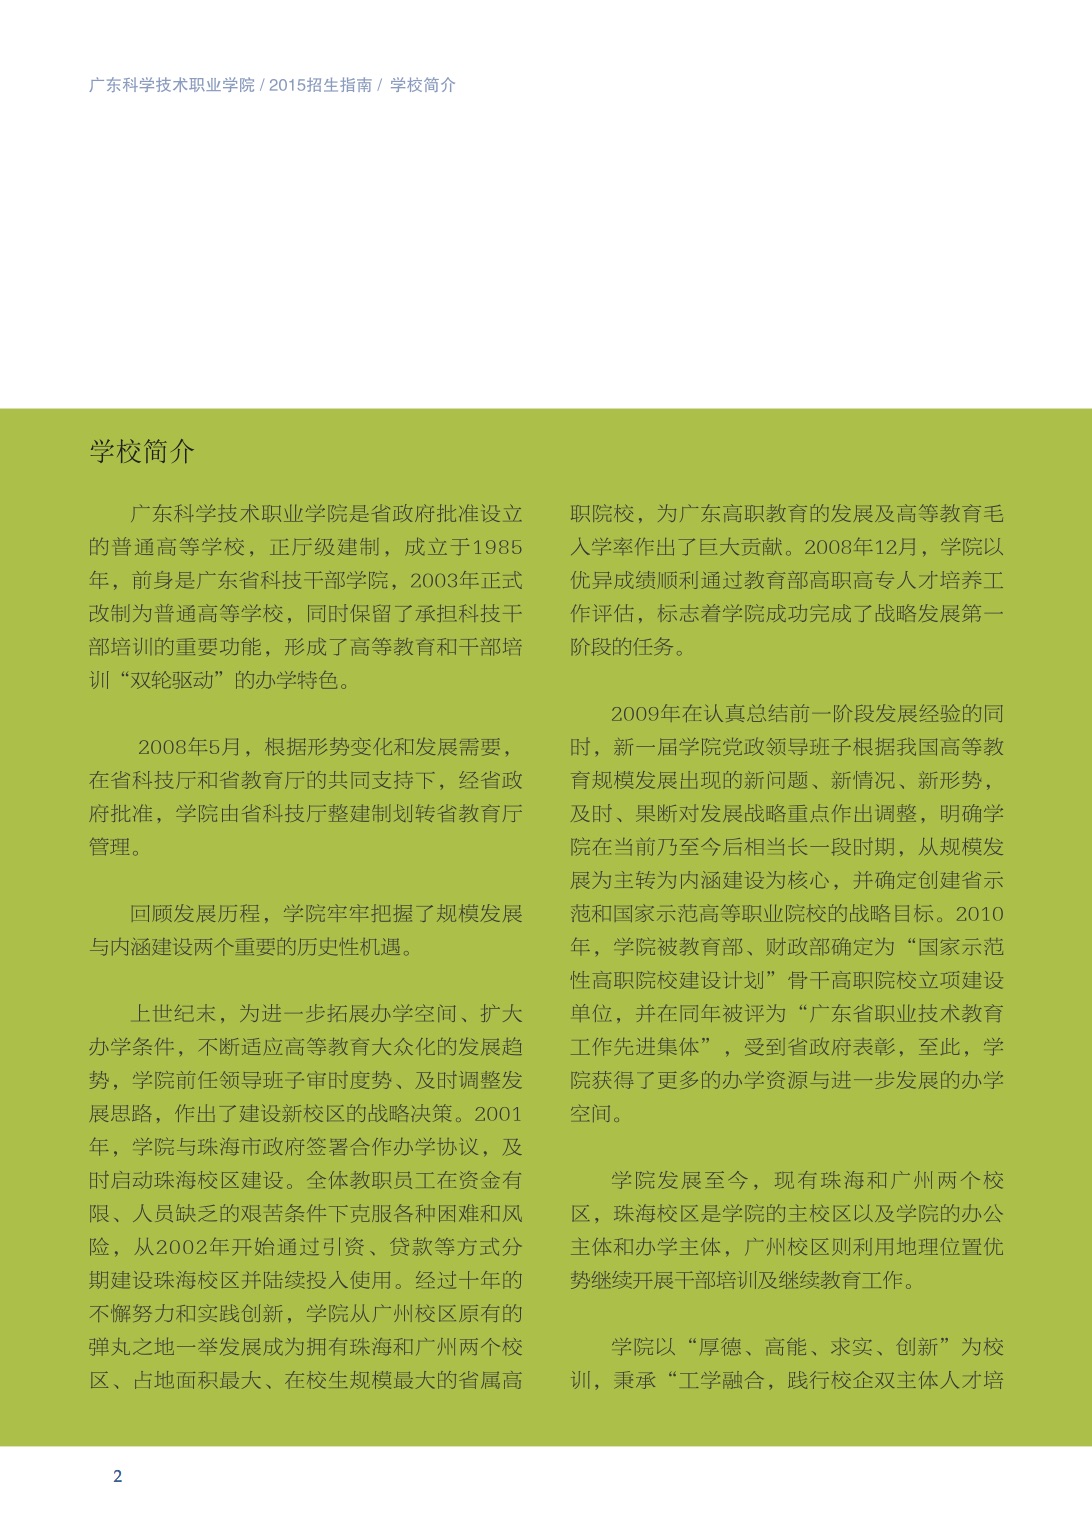 广东科学技术职业学院 / 2015招生指南 / 学校简介
学校简介
广东科学技术职业学院是省政府批准设立
的普通高等学校，正厅级建制，成立于1985
年，前身是广东省科技干部学院，2003年正式
改制为普通高等学校，同时保留了承担科技干
部培训的重要功能，形成了高等教育和干部培
训“双轮驱动”的办学特色。
2008年5月，根据形势变化和发展需要，
在省科技厅和省教育厅的共同支持下，经省政
府批准，学院由省科技厅整建制划转省教育厅
管理。
回顾发展历程，学院牢牢把握了规模发展
与内涵建设两个重要的历史性机遇。
上世纪末，为进一步拓展办学空间、扩大
办学条件，不断适应高等教育大众化的发展趋
势，学院前任领导班子审时度势、及时调整发
展思路，作出了建设新校区的战略决策。2001
年，学院与珠海市政府签署合作办学协议，及
时启动珠海校区建设。全体教职员工在资金有
限、人员缺乏的艰苦条件下克服各种困难和风
险，从2002年开始通过引资、贷款等方式分
期建设珠海校区并陆续投入使用。经过十年的
不懈努力和实践创新，学院从广州校区原有的
弹丸之地一举发展成为拥有珠海和广州两个校
区、占地面积最大、在校生规模最大的省属高
职院校，为广东高职教育的发展及高等教育毛
入学率作出了巨大贡献。2008年12月，学院以
优异成绩顺利通过教育部高职高专人才培养工
作评估，标志着学院成功完成了战略发展第一
阶段的任务。
2009年在认真总结前一阶段发展经验的同
时，新一届学院党政领导班子根据我国高等教
育规模发展出现的新问题、新情况、新形势，
及时、果断对发展战略重点作出调整，明确学
院在当前乃至今后相当长一段时期，从规模发
展为主转为内涵建设为核心，并确定创建省示
范和国家示范高等职业院校的战略目标。2010
年，学院被教育部、财政部确定为“国家示范
性高职院校建设计划”骨干高职院校立项建设
单位，并在同年被评为“广东省职业技术教育
工作先进集体”，受到省政府表彰，至此，学
院获得了更多的办学资源与进一步发展的办学
空间。
学院发展至今，现有珠海和广州两个校
区，珠海校区是学院的主校区以及学院的办公
主体和办学主体，广州校区则利用地理位置优
势继续开展干部培训及继续教育工作。
学院以“厚德、高能、求实、创新”为校
训，秉承“工学融合，践行校企双主体人才培
2